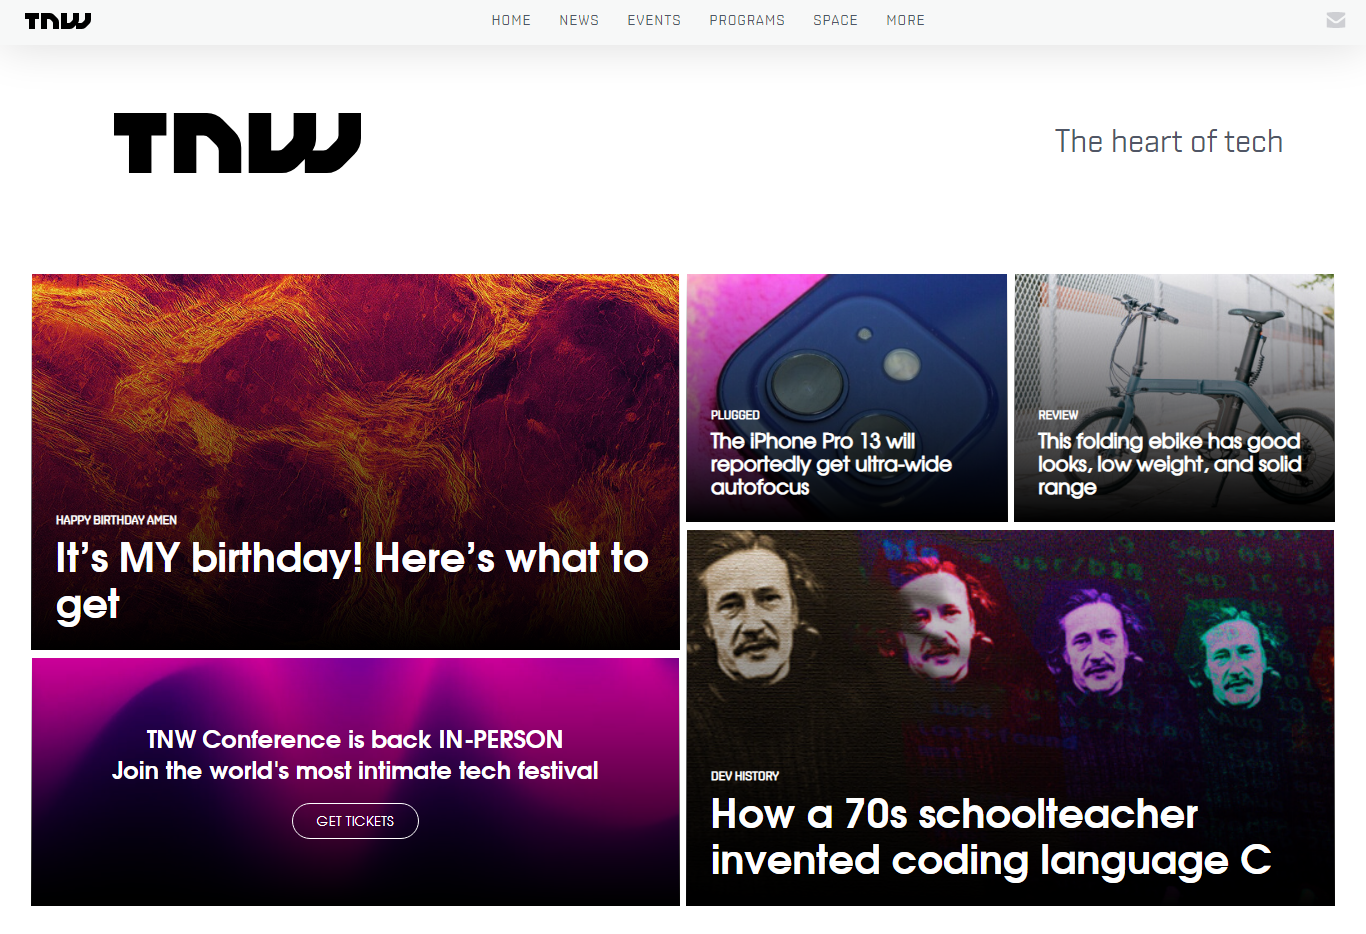 TNW
HOME
NEWS
EVENTS
PROGRAMS
SPACE
MORE
TNW
The heart of tech
HAPPY BIRTHDAY AMEN
It’s MY birthday! Here’s what to
get
PLUGGED
The iPhone Pro 13 will
reportedly get ultra-wide
autofocus
REVIEW
This folding ebike has good
looks, low weight, and solid
range
TNW Conference is back IN-PERSON
Join the world's most intimate tech festival
GET TICKETS
DEV HISTORY
How a 70s schoolteacher
invented coding language C